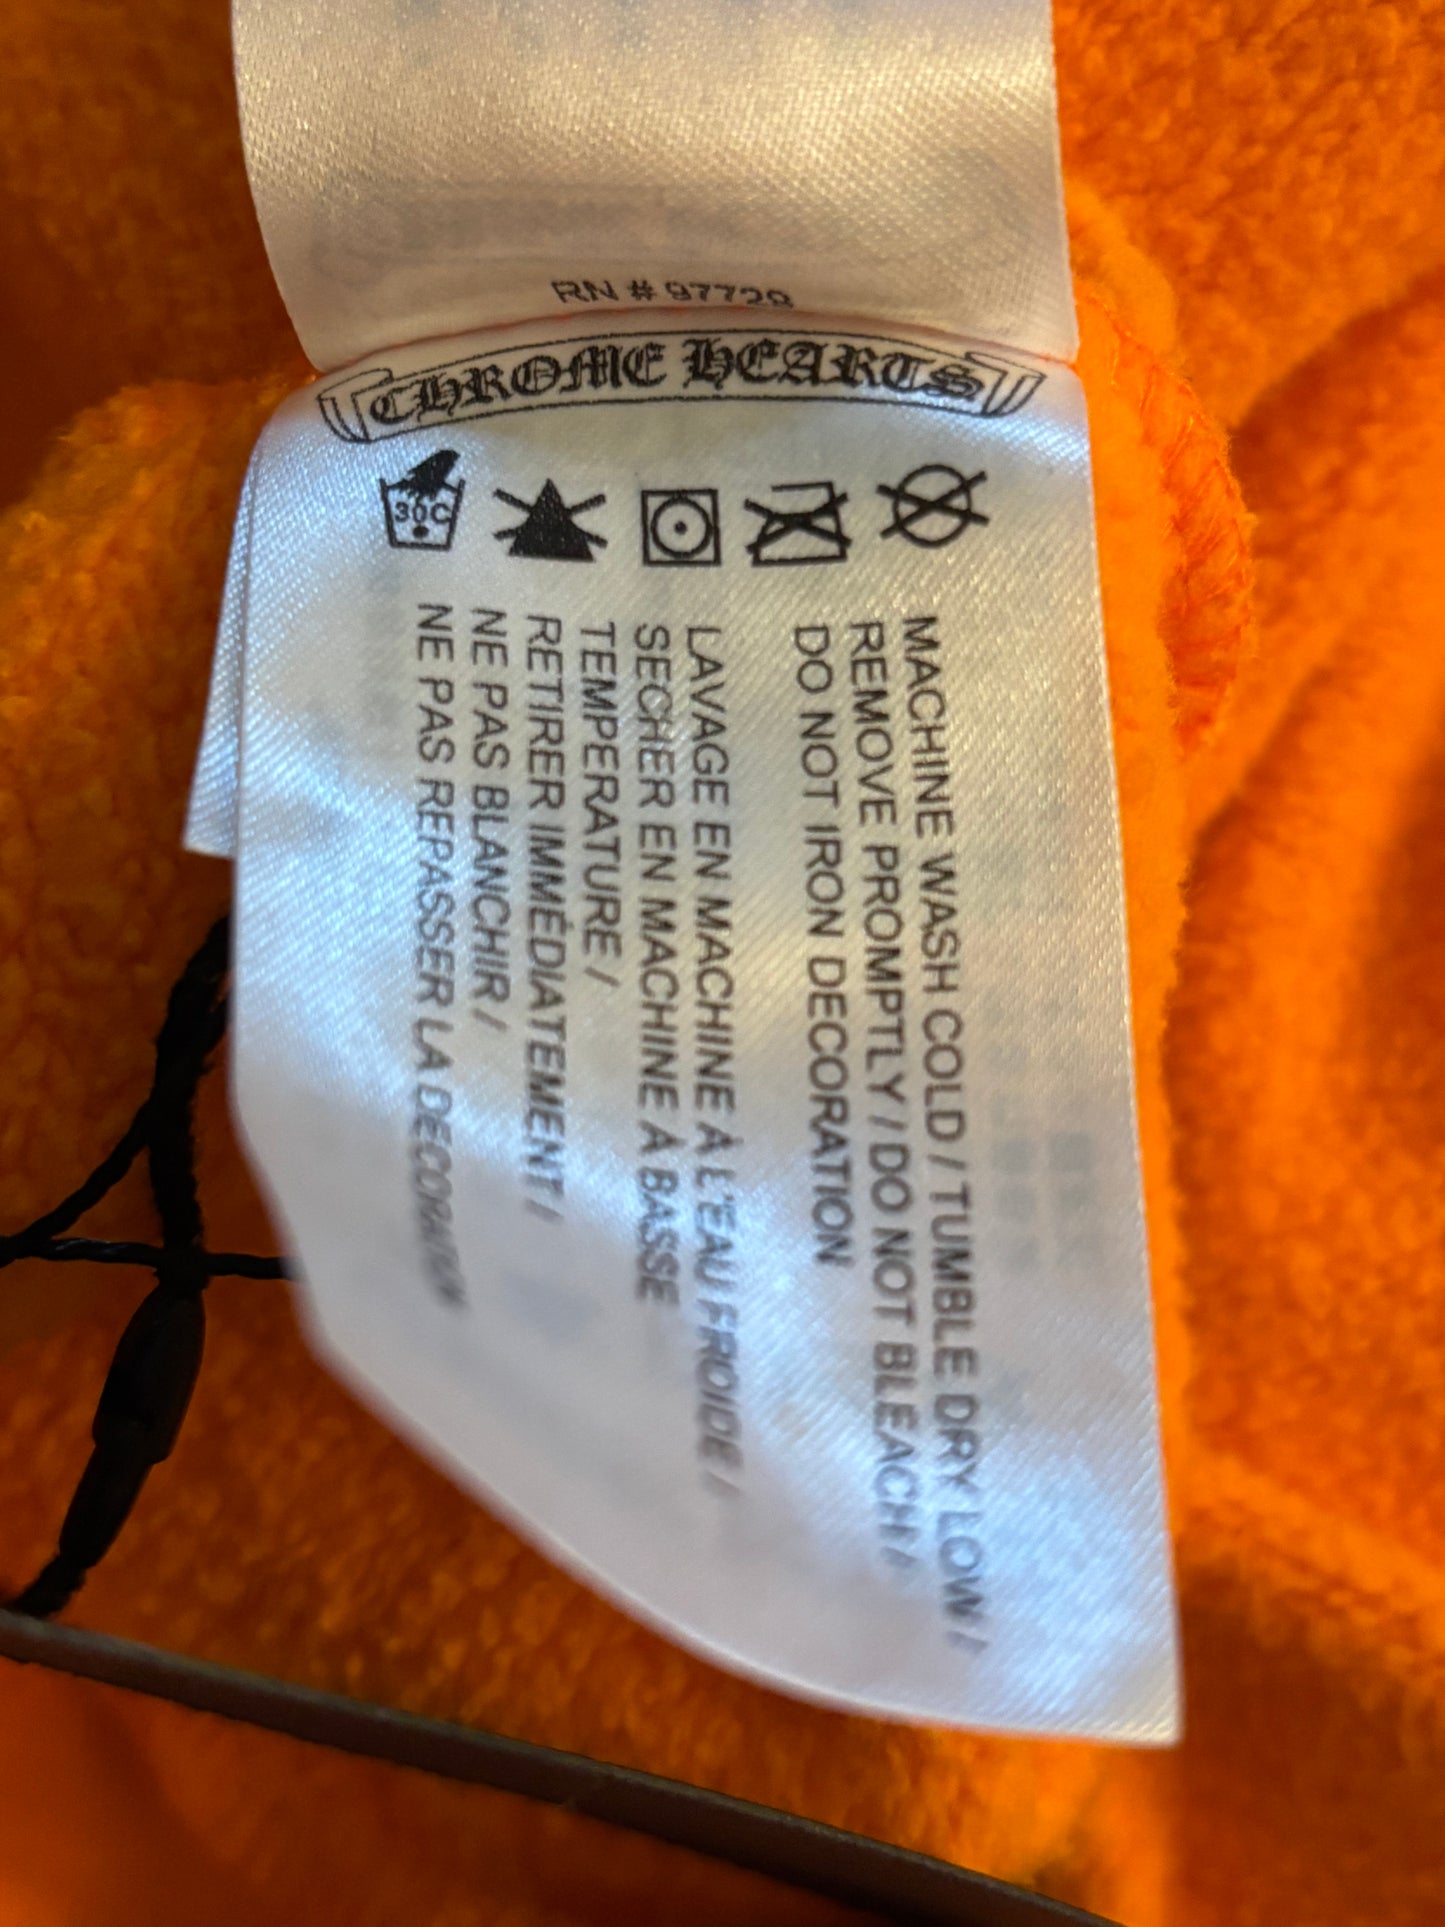 RN # 97729
CHROME HEARTS
30C
MACHINE WASH COLD / TUMBLE DRY LOW /
REMOVE PROMPTLY / DO NOT BLEACH /
DO NOT IRON DECORATION
LAVAGE EN MACHINE À L'EAU FROIDE /
SECHER EN MACHINE À BASSE
TEMPERATURE /
RETIRER IMMÉDIATEMENT /
NE PAS BLANCHIR /
NE PAS REPASSER LA DECORATION